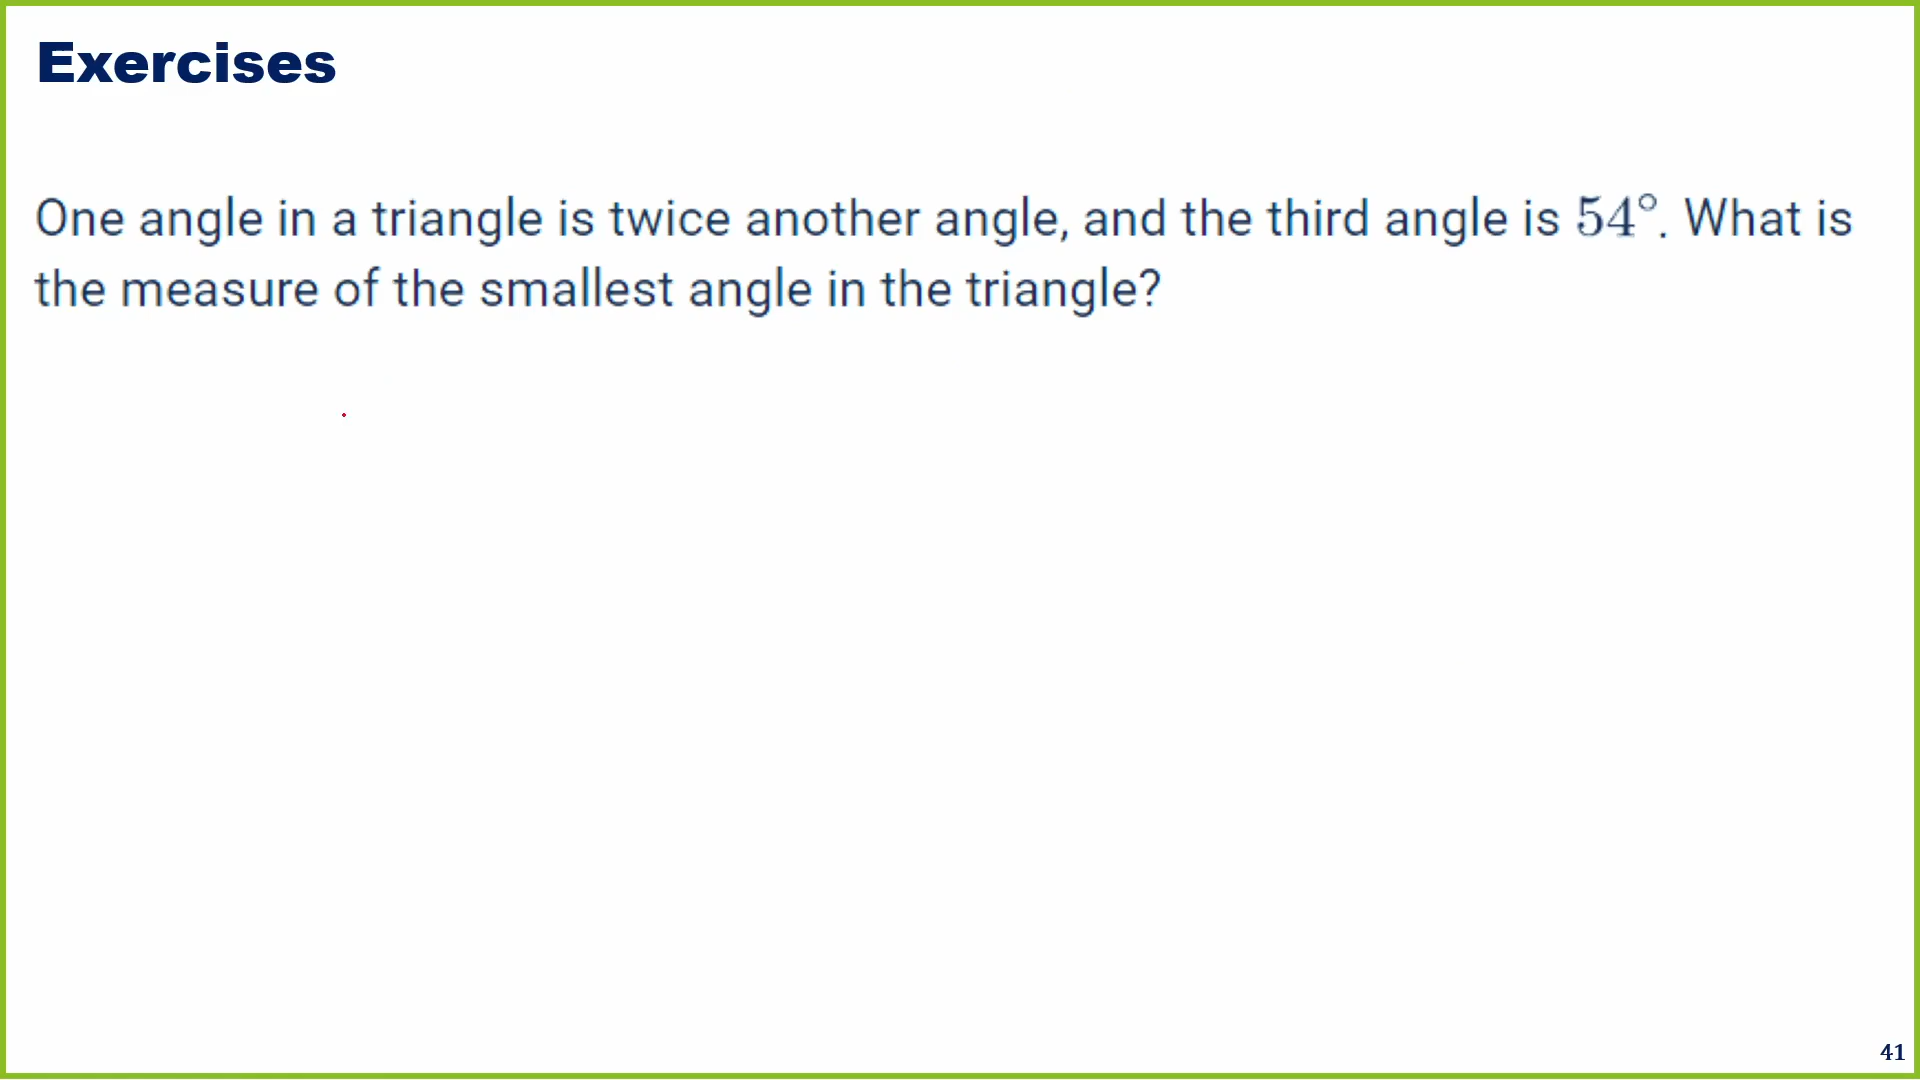 Exercises
One angle in a triangle is twice another angle, and the third angle is 54°. What is
the measure of the smallest angle in the triangle?
41